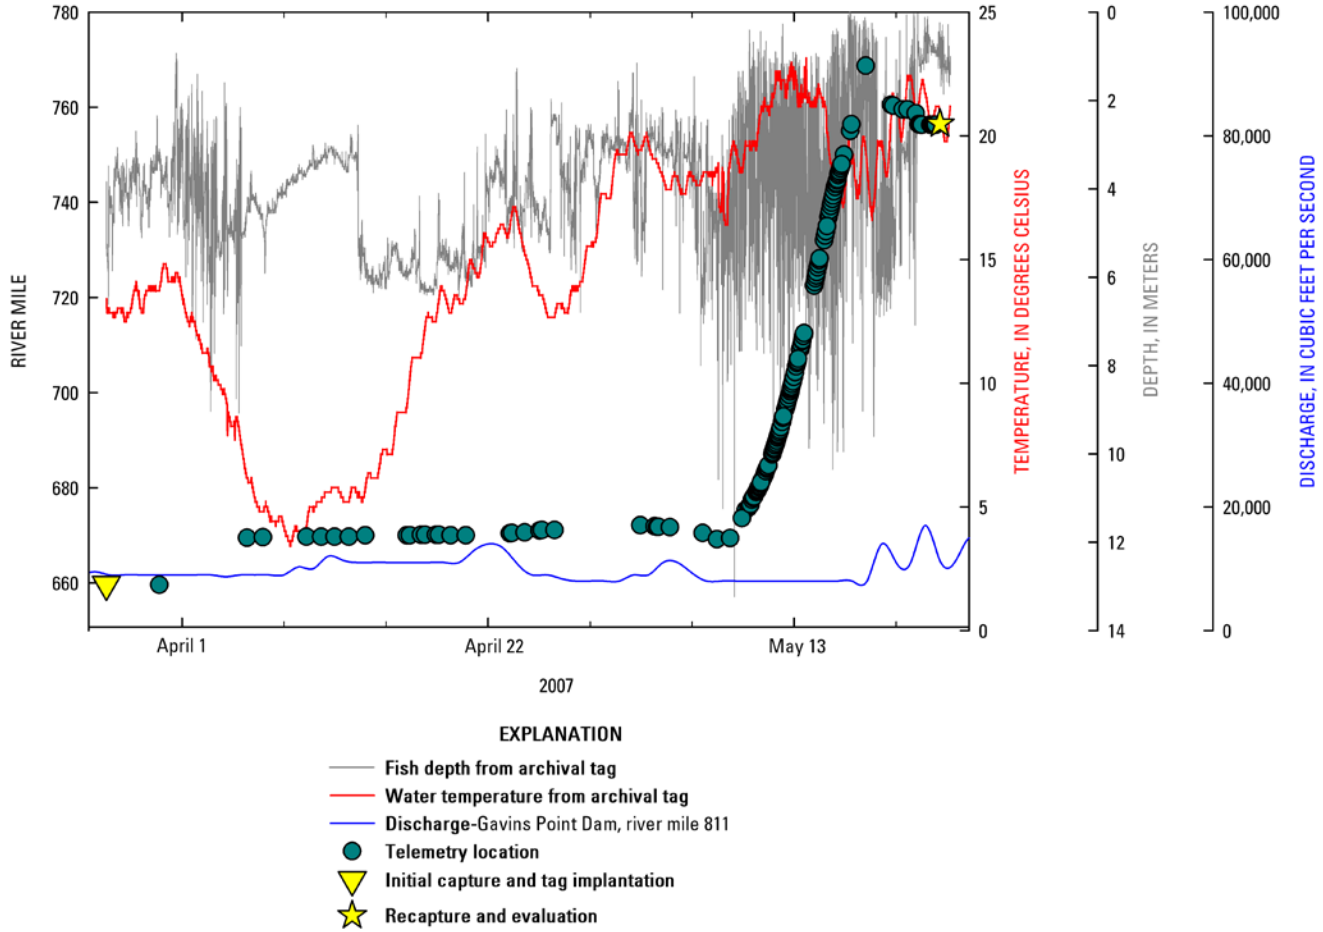 780
760
740
720
700
680
660
RIVER MILE
April 1
April 22
May 13
2007
25
20
15
10
5
0
TEMPERATURE, IN DEGREES CELSIUS
0
2
4
6
8
10
12
14
DEPTH, IN METERS
100,000
80,000
60,000
40,000
20,000
0
DISCHARGE, IN CUBIC FEET PER SECOND
EXPLANATION
Fish depth from archival tag
Water temperature from archival tag
Discharge-Gavins Point Dam, river mile 811
Telemetry location
Initial capture and tag implantation
Recapture and evaluation